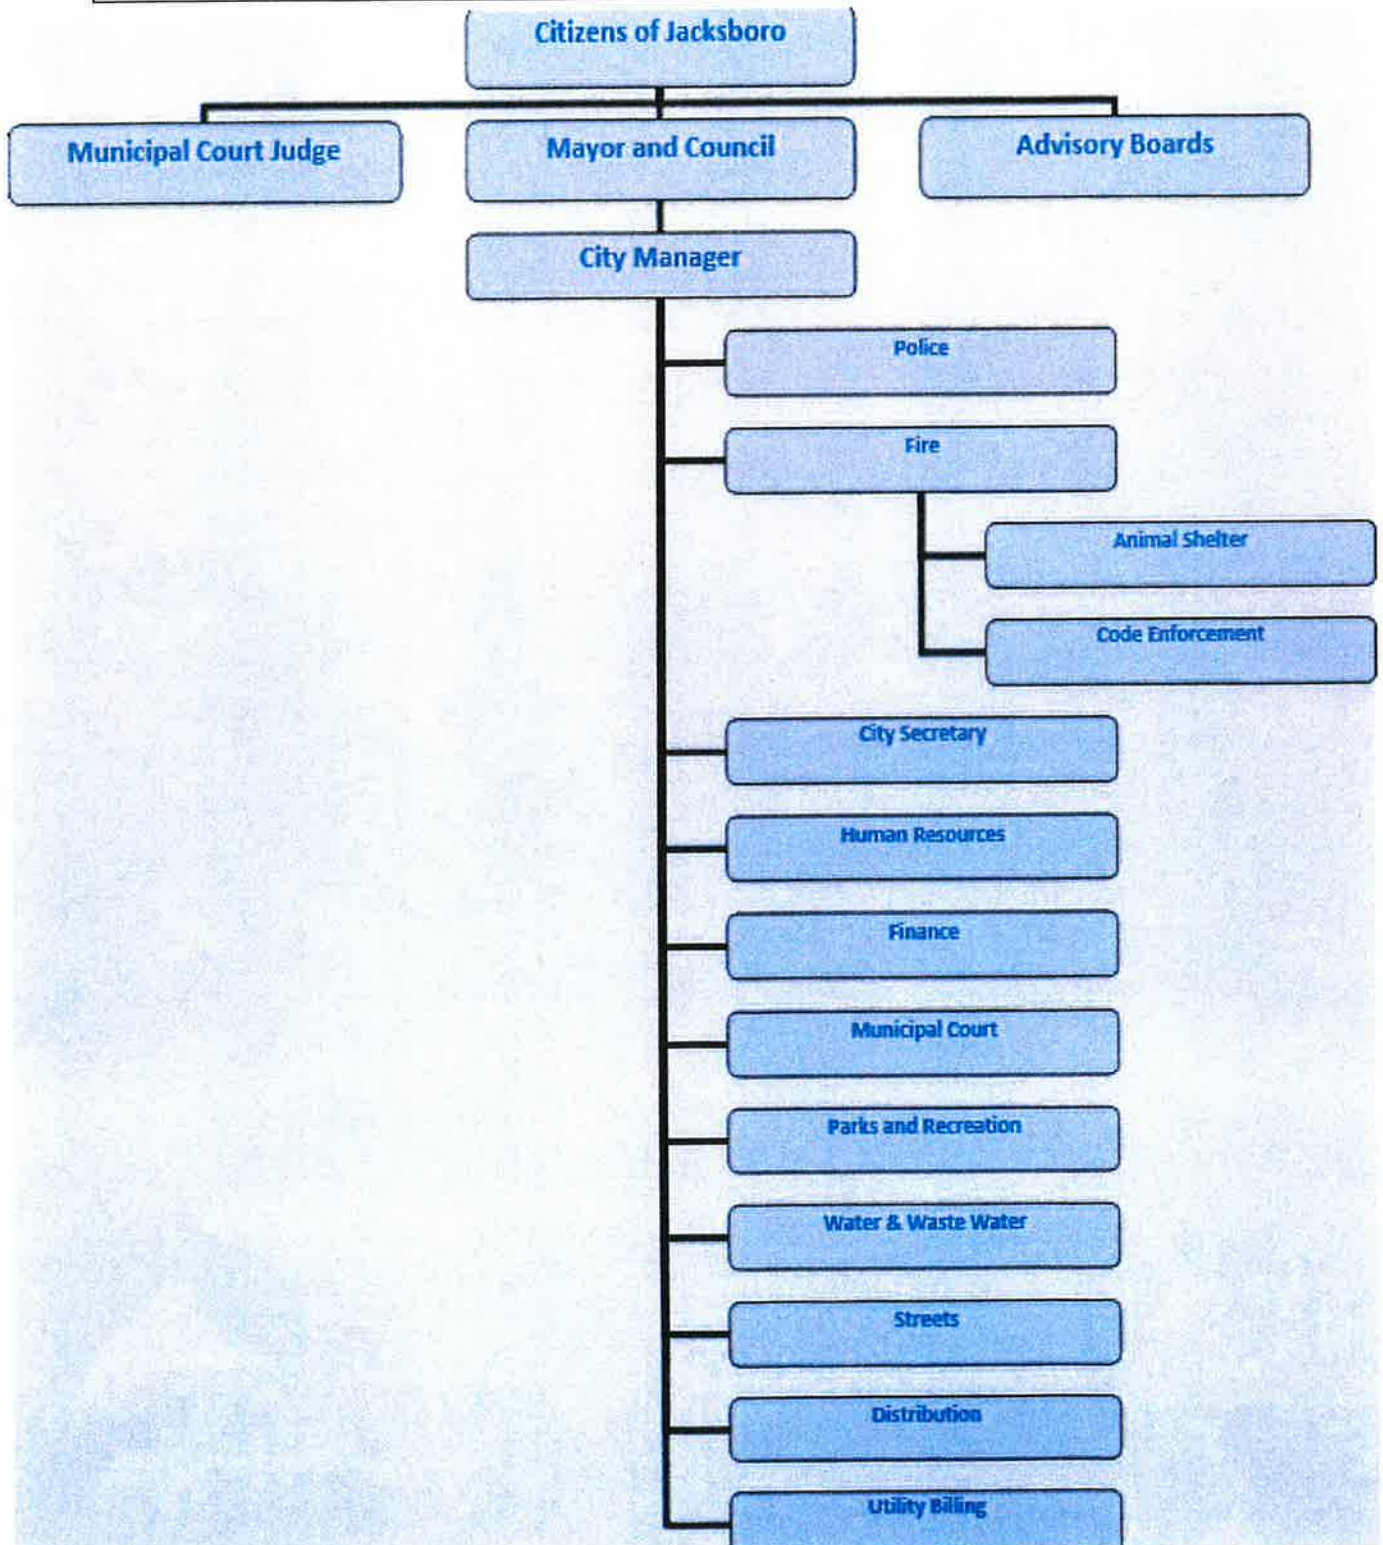 Citizens of Jacksboro
Municipal Court Judge
Mayor and Council
Advisory Boards
City Manager
Police
Fire
Animal Shelter
Code Enforcement
City Secretary
Human Resources
Finance
Municipal Court
Parks and Recreation
Water & Waste Water
Streets
Distribution
Utility Billing